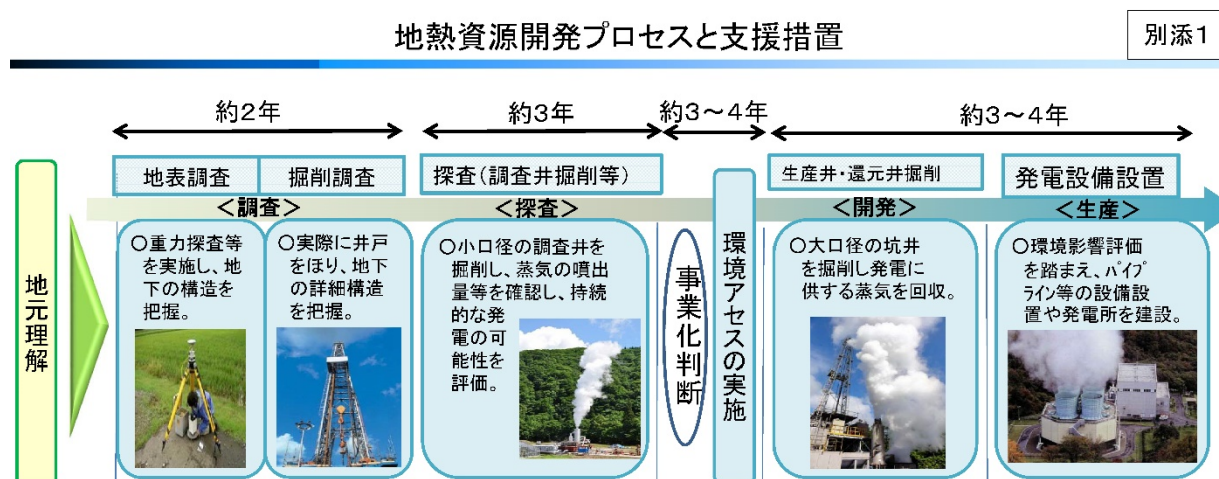 地熱資源開発プロセスと支援措置
別添1
約2年
約3年
約3～4年
約3～4年
地元理解
地表調査
掘削調査
＜調査＞
○重力探査等
を実施し、地
下の構造を
把握。
○実際に井戸
をほり、地下
の詳細構造
を把握。
探査(調査井掘削等)
＜探査＞
○小口径の調査井を
掘削し、蒸気の噴出
量等を確認し、持続
的な発
電の可
能性を
評価。
事業化判断
環境アセスの実施
生産井・還元井掘削
＜開発＞
○大口径の坑井
を掘削し発電に
供する蒸気を回収。
発電設備設置
＜生産＞
○環境影響評価
を踏まえ、ﾊﾟｲﾌﾟ
ライン等の設備設
置や発電所を建設。